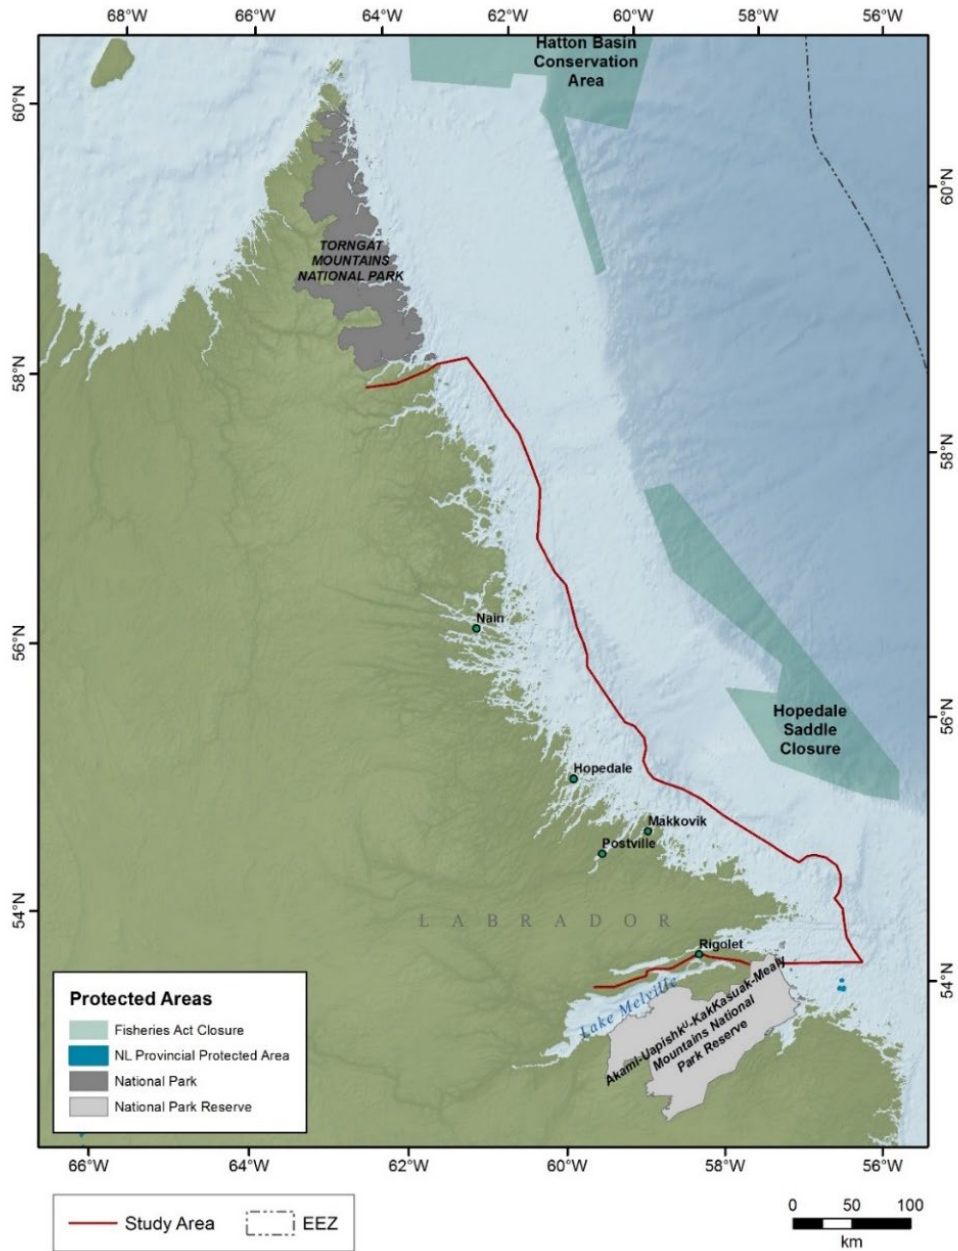 68°W 66°W 64°W 62°W 60°W 58°W 56°W
Hatton Basin
Conservation
Area
60°N
60°N
TORNGAT
MOUNTAINS
NATIONAL PARK
58°N
58°N
Nain
56°N
56°N
Hopedale
Saddle
Closure
Hopedale
Makkovik
Postville
54°N
LABRADOR
Rigolet
54°N
Lake Melville
Akami-Uapishkᵁ-KakKasuak-Mealy
Mountains National
Park Reserve
Protected Areas
Fisheries Act Closure
NL Provincial Protected Area
National Park
National Park Reserve
66°W 64°W 62°W 60°W 58°W 56°W
Study Area
EEZ
0 50 100
km